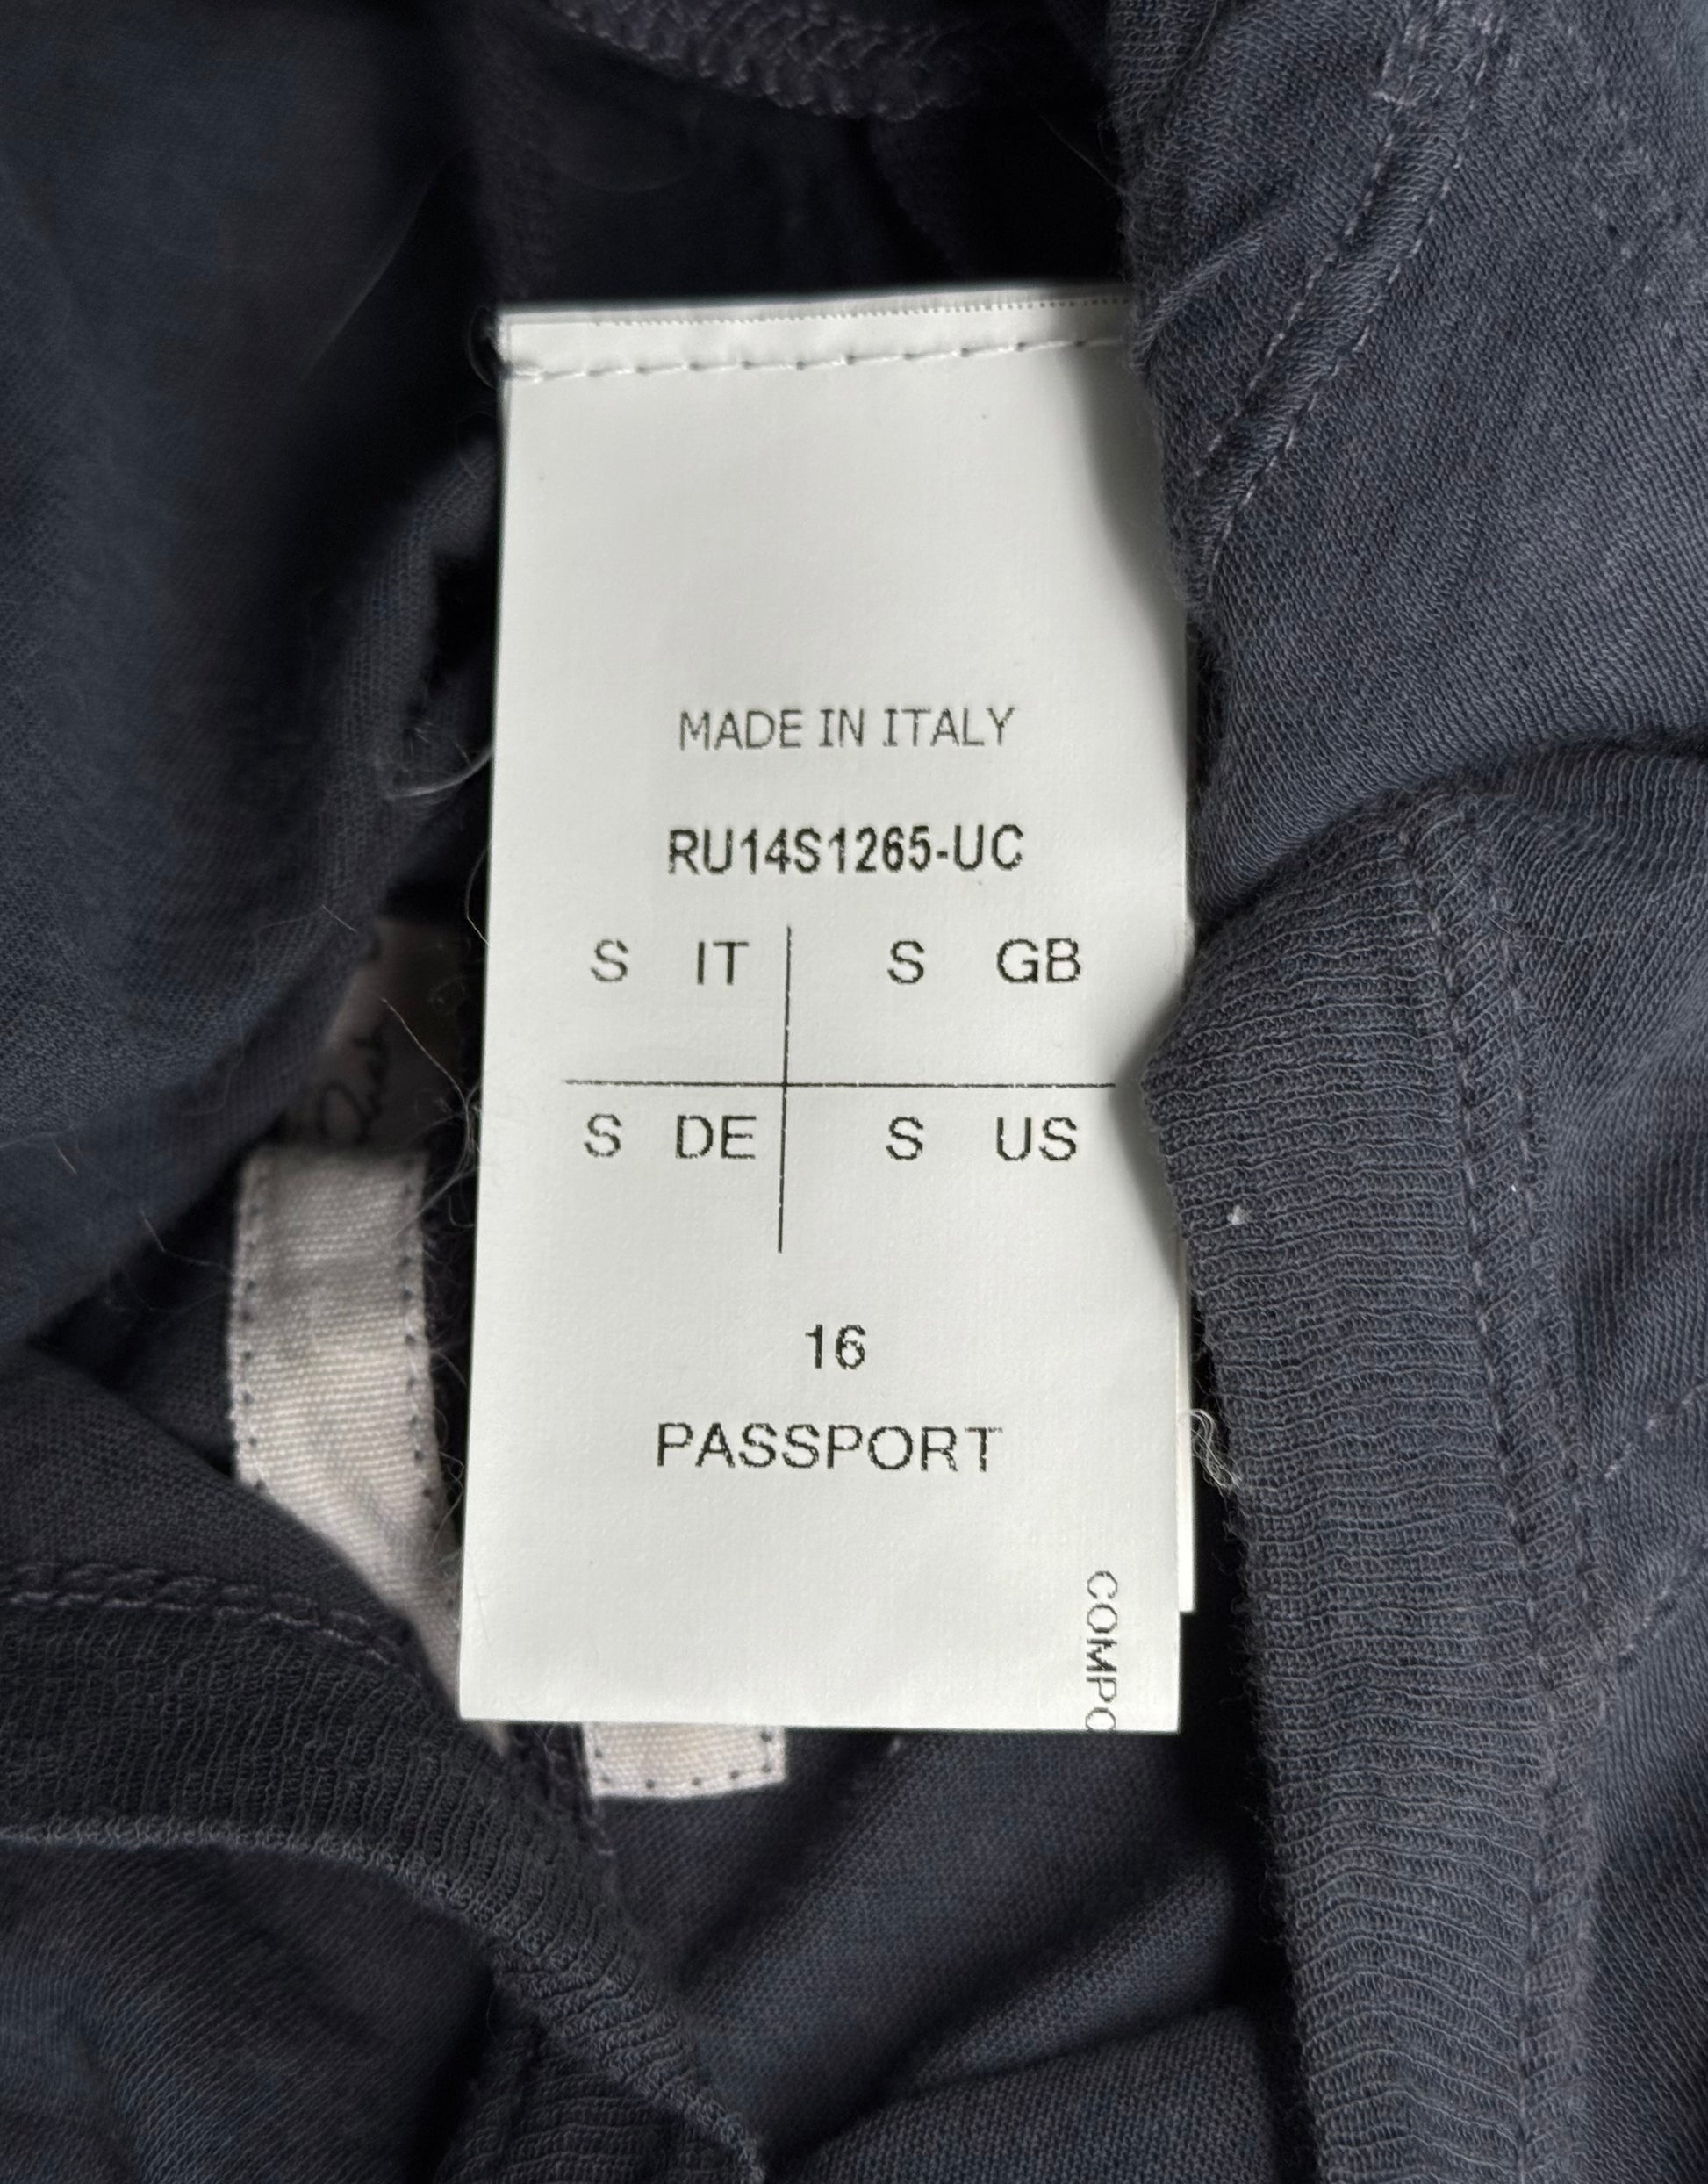 MADE IN ITALY
RU14S1265-UC
S IT S GB
S DE S US
16
PASSPORT
COMPO